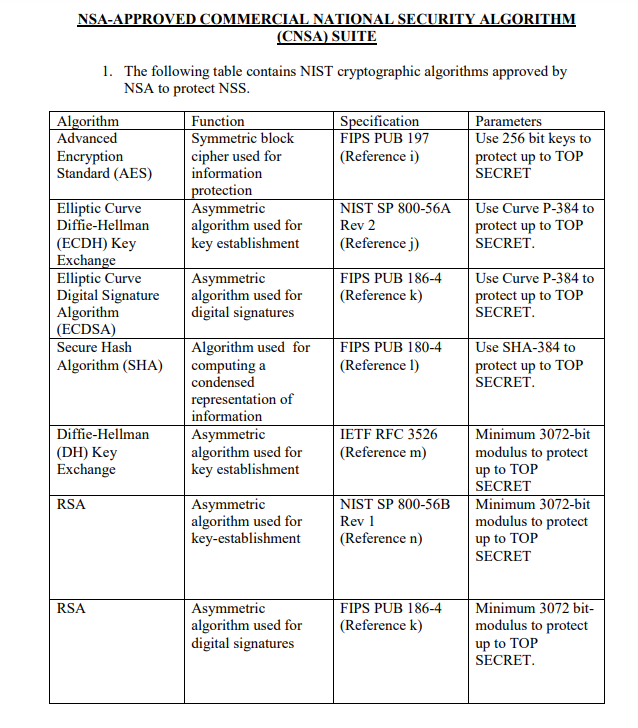 NSA-APPROVED COMMERCIAL NATIONAL SECURITY ALGORITHM
(CNSA) SUITE
1. The following table contains NIST cryptographic algorithms approved by
NSA to protect NSS.
Algorithm Function Specification Parameters
Advanced Symmetric block FIPS PUB 197 Use 256 bit keys to
Encryption cipher used for (Reference i) protect up to TOP
Standard (AES) information SECRET
protection
Elliptic Curve Asymmetric NIST SP 800-56A Use Curve P-384 to
Diffie-Hellman algorithm used for Rev 2 protect up to TOP
(ECDH) Key key establishment (Reference j) SECRET.
Exchange
Elliptic Curve Asymmetric FIPS PUB 186-4 Use Curve P-384 to
Digital Signature algorithm used for (Reference k) protect up to TOP
Algorithm digital signatures SECRET.
(ECDSA)
Secure Hash Algorithm used for FIPS PUB 180-4 Use SHA-384 to
Algorithm (SHA) computing a (Reference l) protect up to TOP
condensed SECRET.
representation of
information
Diffie-Hellman Asymmetric IETF RFC 3526 Minimum 3072-bit
(DH) Key algorithm used for (Reference m) modulus to protect
Exchange key establishment up to TOP
SECRET
RSA Asymmetric NIST SP 800-56B Minimum 3072-bit
algorithm used for Rev 1 modulus to protect
key-establishment (Reference n) up to TOP
SECRET
RSA Asymmetric FIPS PUB 186-4 Minimum 3072 bit-
algorithm used for (Reference k) modulus to protect
digital signatures up to TOP
SECRET.